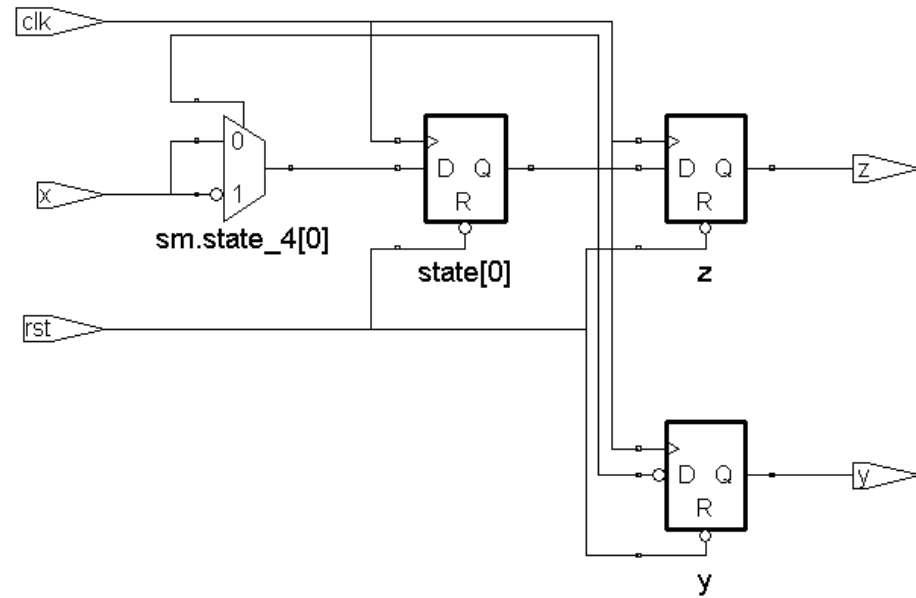 clk
0
D Q
D Q
z
x
1
R
R
sm.state_4[0]
state[0]
z
rst
D Q
y
R
y